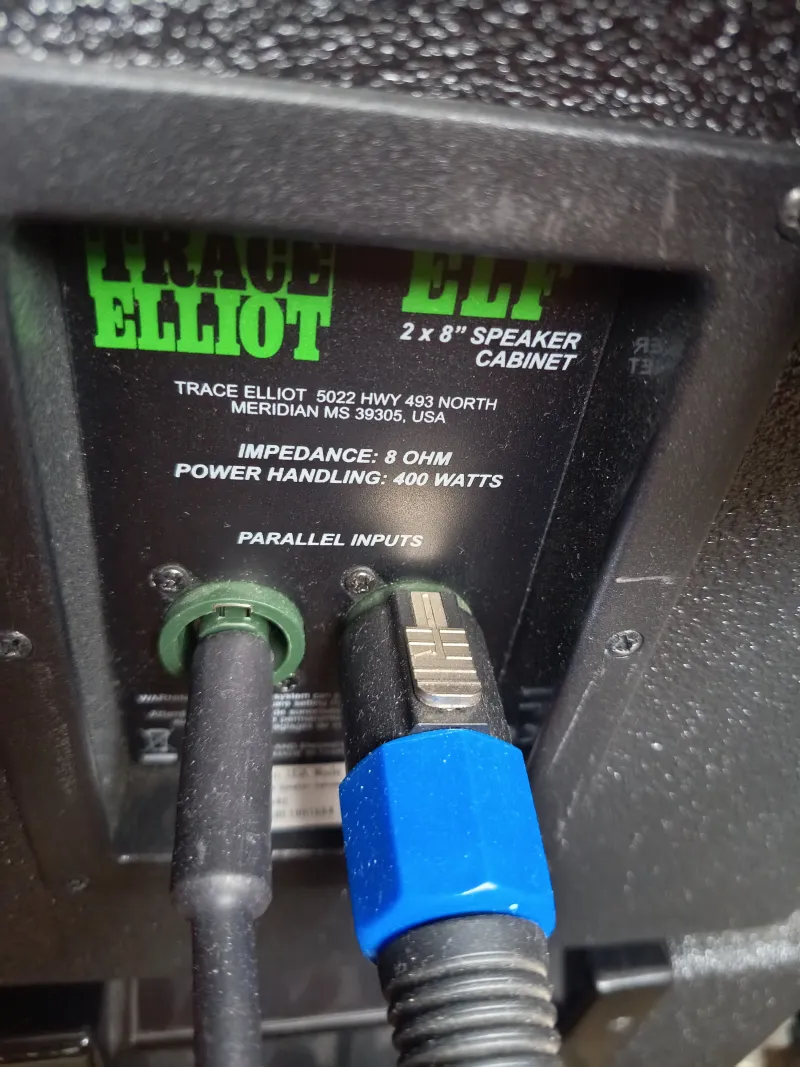 TRACE
ELLIOT
ELF
2 x 8" SPEAKER
CABINET
TRACE ELLIOT 5022 HWY 493 NORTH
MERIDIAN MS 39305, USA
IMPEDANCE: 8 OHM
POWER HANDLING: 400 WATTS
PARALLEL INPUTS